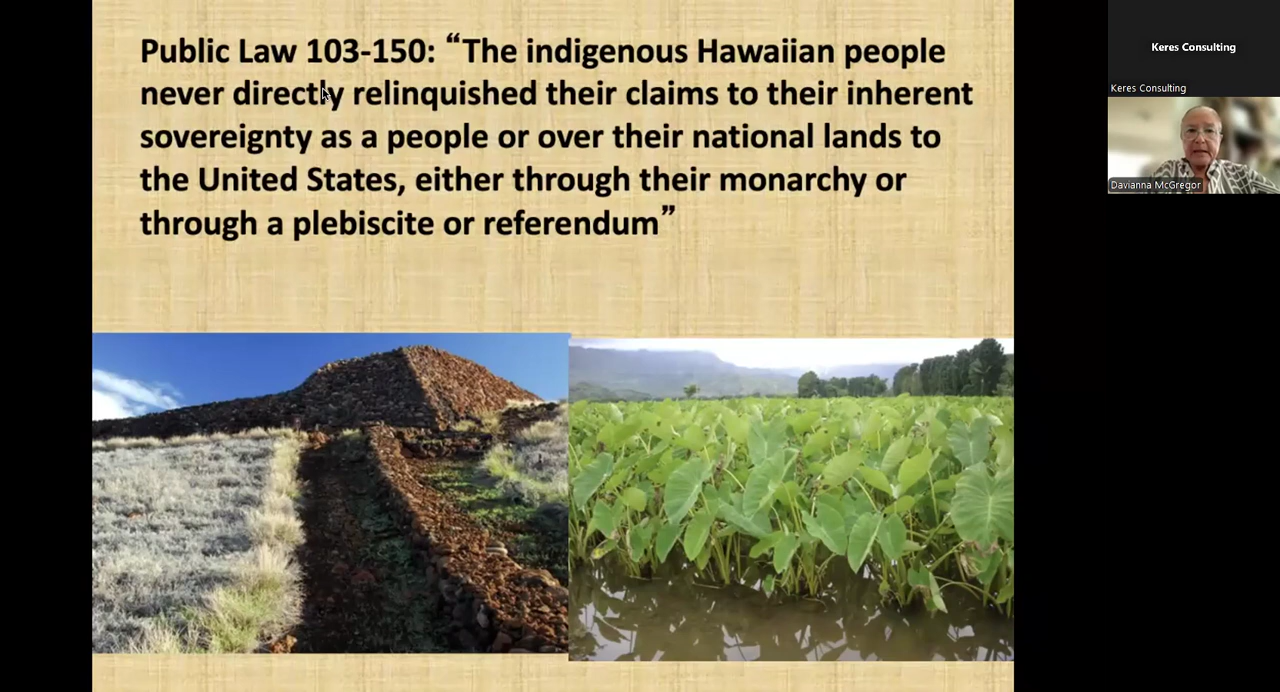 Public Law 103-150: “The indigenous Hawaiian people
never directly relinquished their claims to their inherent
sovereignty as a people or over their national lands to
the United States, either through their monarchy or
through a plebiscite or referendum”
Keres Consulting
Keres Consulting
Davianna McGregor